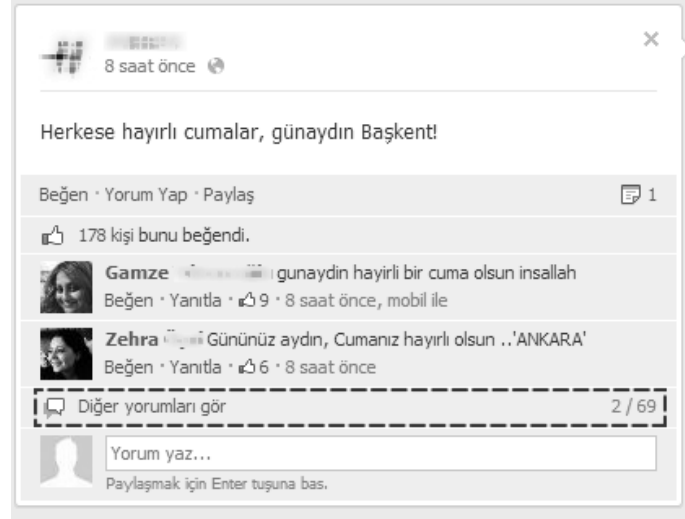 8 saat önce
Herkese hayırlı cumalar, günaydın Başkent!
Beğen · Yorum Yap · Paylaş 1
178 kişi bunu beğendi.
Gamze gunaydin hayirli bir cuma olsun insallah
Beğen · Yanıtla · 9 · 8 saat önce, mobil ile
Zehra Gününüz aydın, Cumanız hayırlı olsun ..'ANKARA'
Beğen · Yanıtla · 6 · 8 saat önce
Diğer yorumları gör 2 / 69
Yorum yaz...
Paylaşmak için Enter tuşuna bas.